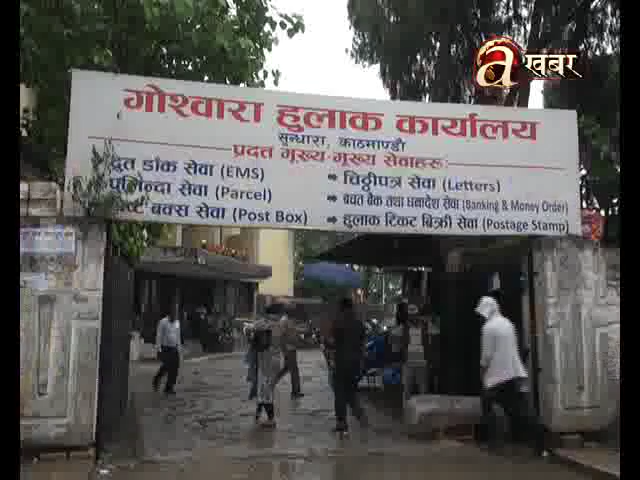 a खबर
गोश्वारा हुलाक कार्यालय
सुन्धारा, काठमाण्डौ
प्रदत मूख्य-मूख्य सेवाहरु:
द्रुत डाँक सेवा (EMS)
पुलिन्दा सेवा (Parcel)
बक्स सेवा (Post Box)
चिठ्ठीपत्र सेवा (Letters)
बचत बैंक तथा धनादेश सेवा (Banking & Money Order)
हुलाक टिकट बिक्री सेवा (Postage Stamp)